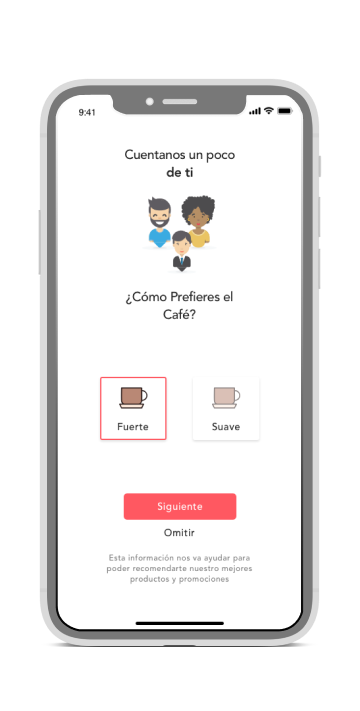 9:41
Cuentanos un poco
de ti
¿Cómo Prefieres el
Café?
Fuerte
Suave
Siguiente
Omitir
Esta información nos va ayudar para
poder recomendarte nuestro mejores
productos y promociones